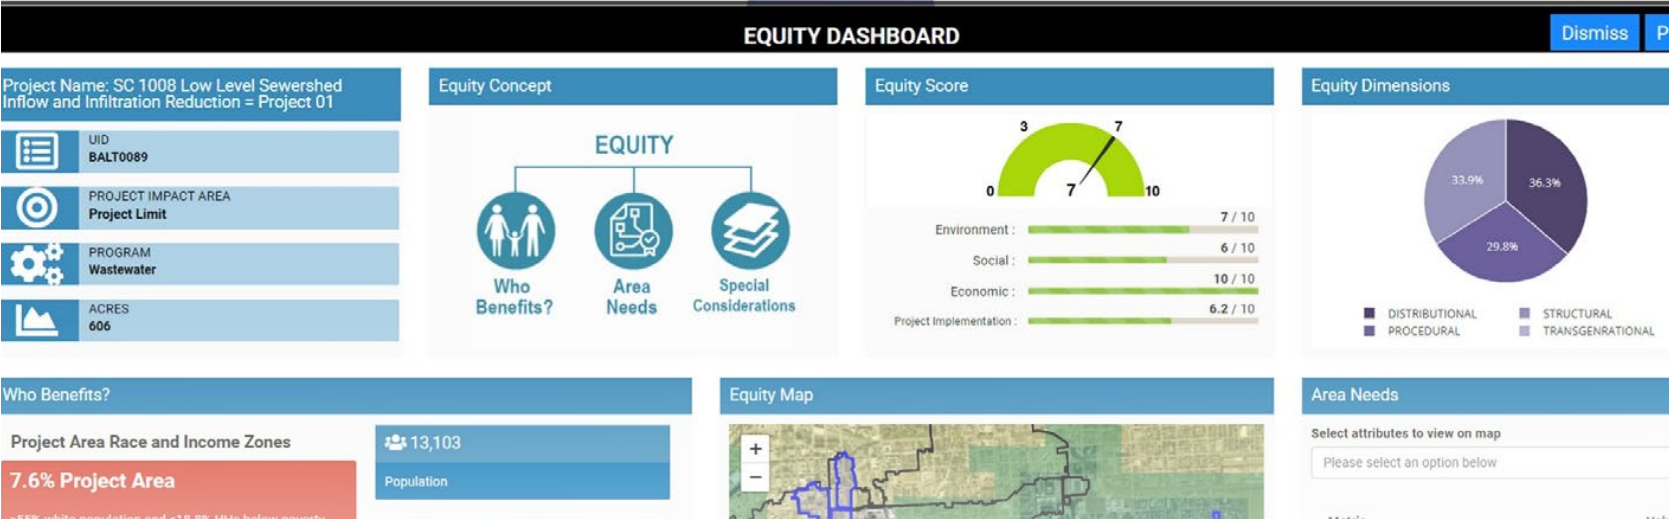 EQUITY DASHBOARD
Dismiss
P
Project Name: SC 1008 Low Level Sewershed
Inflow and Infiltration Reduction = Project 01
UID
BALT0089
PROJECT IMPACT AREA
Project Limit
PROGRAM
Wastewater
ACRES
606
Equity Concept
EQUITY
Who
Benefits?
Area
Needs
Special
Considerations
Equity Score
3
7
0
7
10
7 / 10
Environment :
6 / 10
Social :
10 / 10
Economic :
6.2 / 10
Project Implementation :
Equity Dimensions
33.9%
36.3%
29.8%
DISTRIBUTIONAL
STRUCTURAL
PROCEDURAL
TRANSGENRATIONAL
Who Benefits?
Project Area Race and Income Zones
7.6% Project Area
13,103
Population
Equity Map
+
−
Area Needs
Select attributes to view on map
Please select an option below